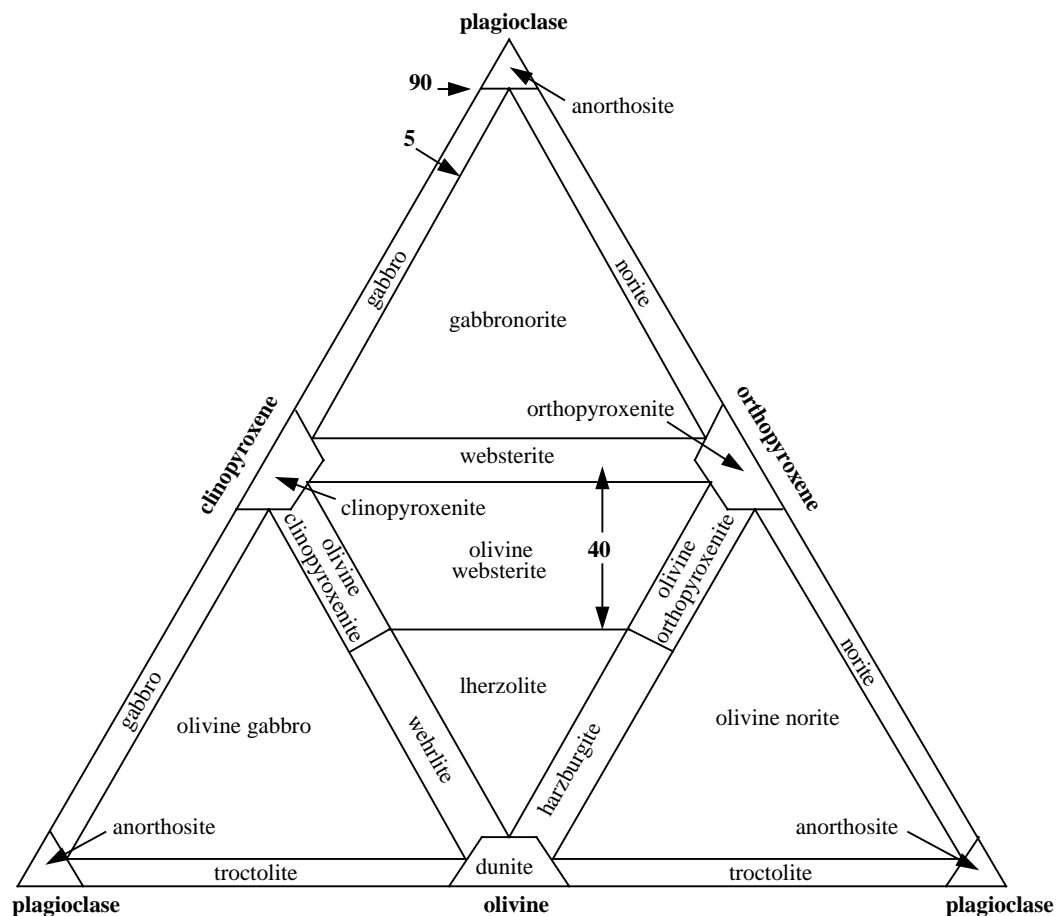 plagioclase
90
anorthosite
5
gabbro
norite
gabbronorite
orthopyroxenite
clinopyroxene
orthopyroxene
websterite
clinopyroxenite
olivine
clinopyroxenite
olivine
websterite
40
olivine
orthopyroxenite
lherzolite
gabbro
olivine gabbro
wehrlite
harzburgite
olivine norite
norite
anorthosite
anorthosite
troctolite
dunite
troctolite
plagioclase
olivine
plagioclase